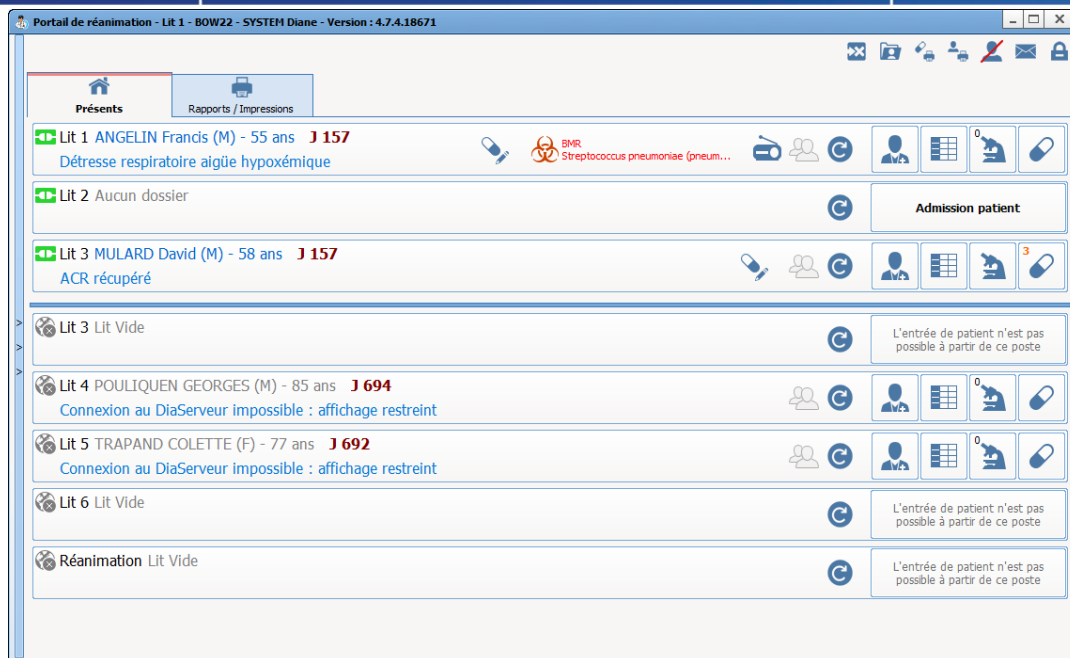 Portail de réanimation - Lit 1 - BOW22 - SYSTEM Diane - Version : 4.7.4.18671
Présents
Rapports / Impressions
Lit 1 ANGELIN Francis (M) - 55 ans J 157
Détresse respiratoire aigüe hypoxémique
BMR
Streptococcus pneumoniae (pneum...
0
Lit 2 Aucun dossier
Admission patient
Lit 3 MULARD David (M) - 58 ans J 157
ACR récupéré
3
Lit 3 Lit Vide
L'entrée de patient n'est pas
possible à partir de ce poste
Lit 4 POULIQUEN GEORGES (M) - 85 ans J 694
Connexion au DiaServeur impossible : affichage restreint
0
Lit 5 TRAPAND COLETTE (F) - 77 ans J 692
Connexion au DiaServeur impossible : affichage restreint
0
Lit 6 Lit Vide
L'entrée de patient n'est pas
possible à partir de ce poste
Réanimation Lit Vide
L'entrée de patient n'est pas
possible à partir de ce poste